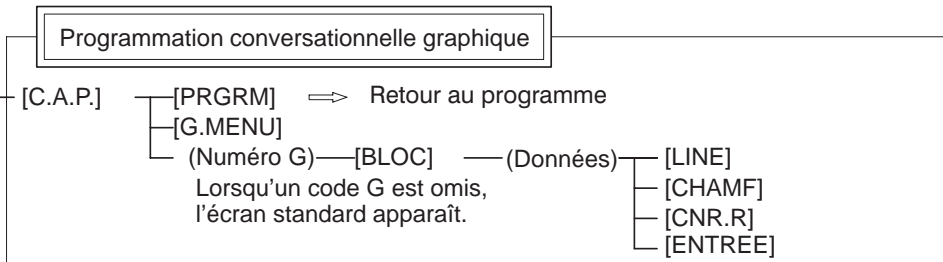 Programmation conversationnelle graphique
[C.A.P.] [PRGRM] Retour au programme
[G.MENU]
(Numéro G) [BLOC] (Données) [LINE]
Lorsqu'un code G est omis, [CHAMF]
l'écran standard apparaît. [CNR.R]
[ENTREE]